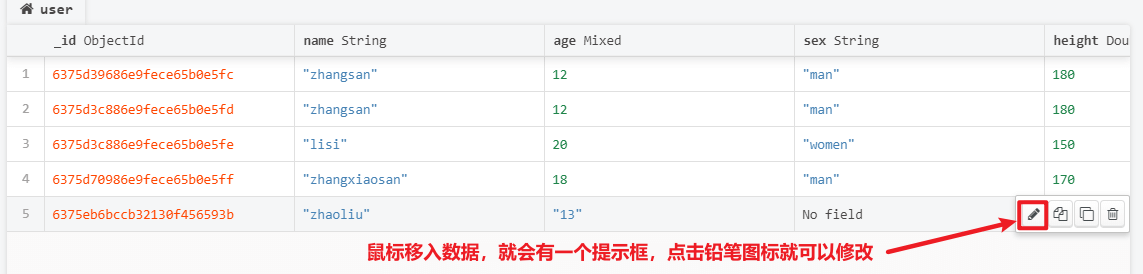 user
_id ObjectId name String age Mixed sex String height Dou
1 6375d39686e9fece65b0e5fc "zhangsan" 12 "man" 180
2 6375d3c886e9fece65b0e5fd "zhangsan" 12 "man" 180
3 6375d3c886e9fece65b0e5fe "lisi" 20 "women" 150
4 6375d70986e9fece65b0e5ff "zhangxiaosan" 18 "man" 170
5 6375eb6bccb32130f456593b "zhaoliu" "13" No field
鼠标移入数据，就会有一个提示框，点击铅笔图标就可以修改